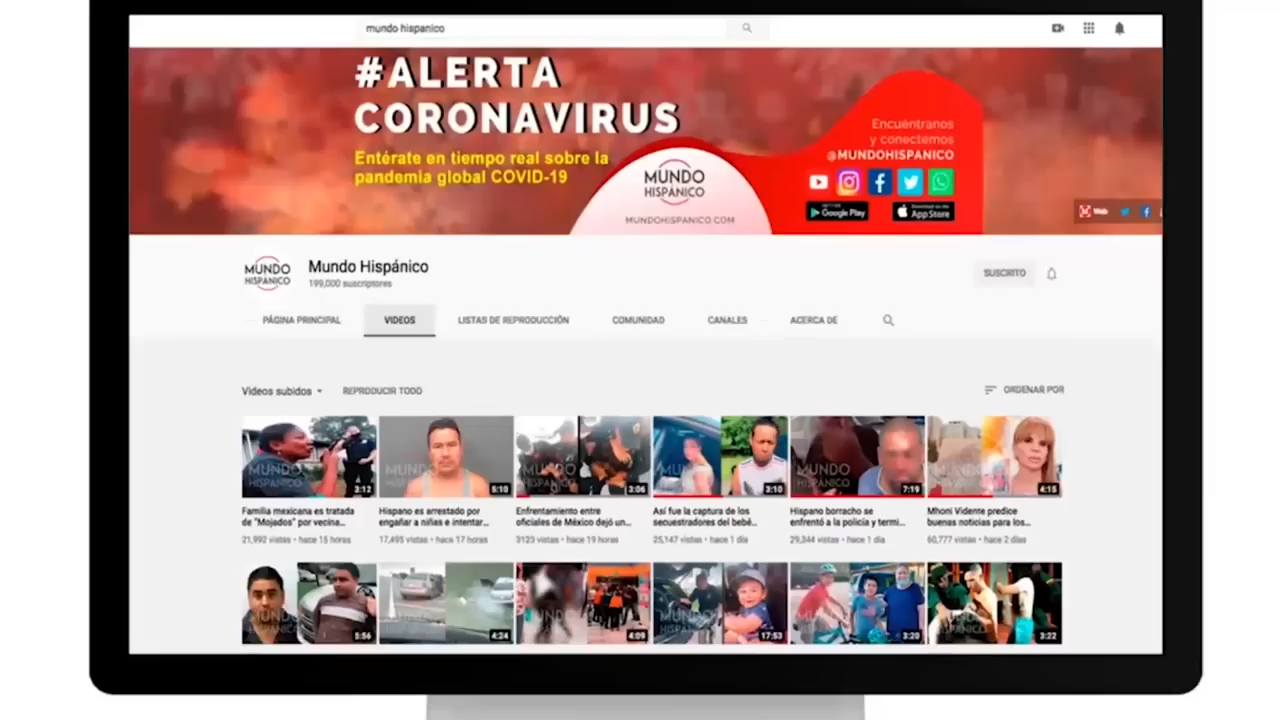 mundo hispanico
#ALERTA
CORONAVIRUS
Entérate en tiempo real sobre la
pandemia global COVID-19
MUNDO
HISPÁNICO
MUNDOHISPANICO.COM
Encuéntranos
y conectemos
@MUNDOHISPANICO
Google Play
App Store
Web
MUNDO
HISPÁNICO
Mundo Hispánico
199,000 suscriptores
SUSCRITO
PÁGINA PRINCIPAL VIDEOS LISTAS DE REPRODUCCIÓN COMUNIDAD CANALES ACERCA DE
Videos subidos REPRODUCIR TODO ORDENAR POR
MUNDO HISPÁNICO
3:12 5:10 3:06 3:10 7:19 4:15
Familia mexicana es tratada
de "Mojados" por vecina...
21,992 vistas • hace 15 horas
Hispano es arrestado por
engañar a niñas e intentar...
17,495 vistas • hace 17 horas
Enfrentamiento entre
oficiales de México dejó un...
3123 vistas • hace 19 horas
Así fue la captura de los
secuestradores del bebé...
25,147 vistas • hace 1 día
Hispano borracho se
enfrentó a la policía y termi...
29,344 vistas • hace 1 día
Mhoni Vidente predice
buenas noticias para los...
60,777 vistas • hace 2 días
5:56 4:24 4:09 17:53 3:20 3:22